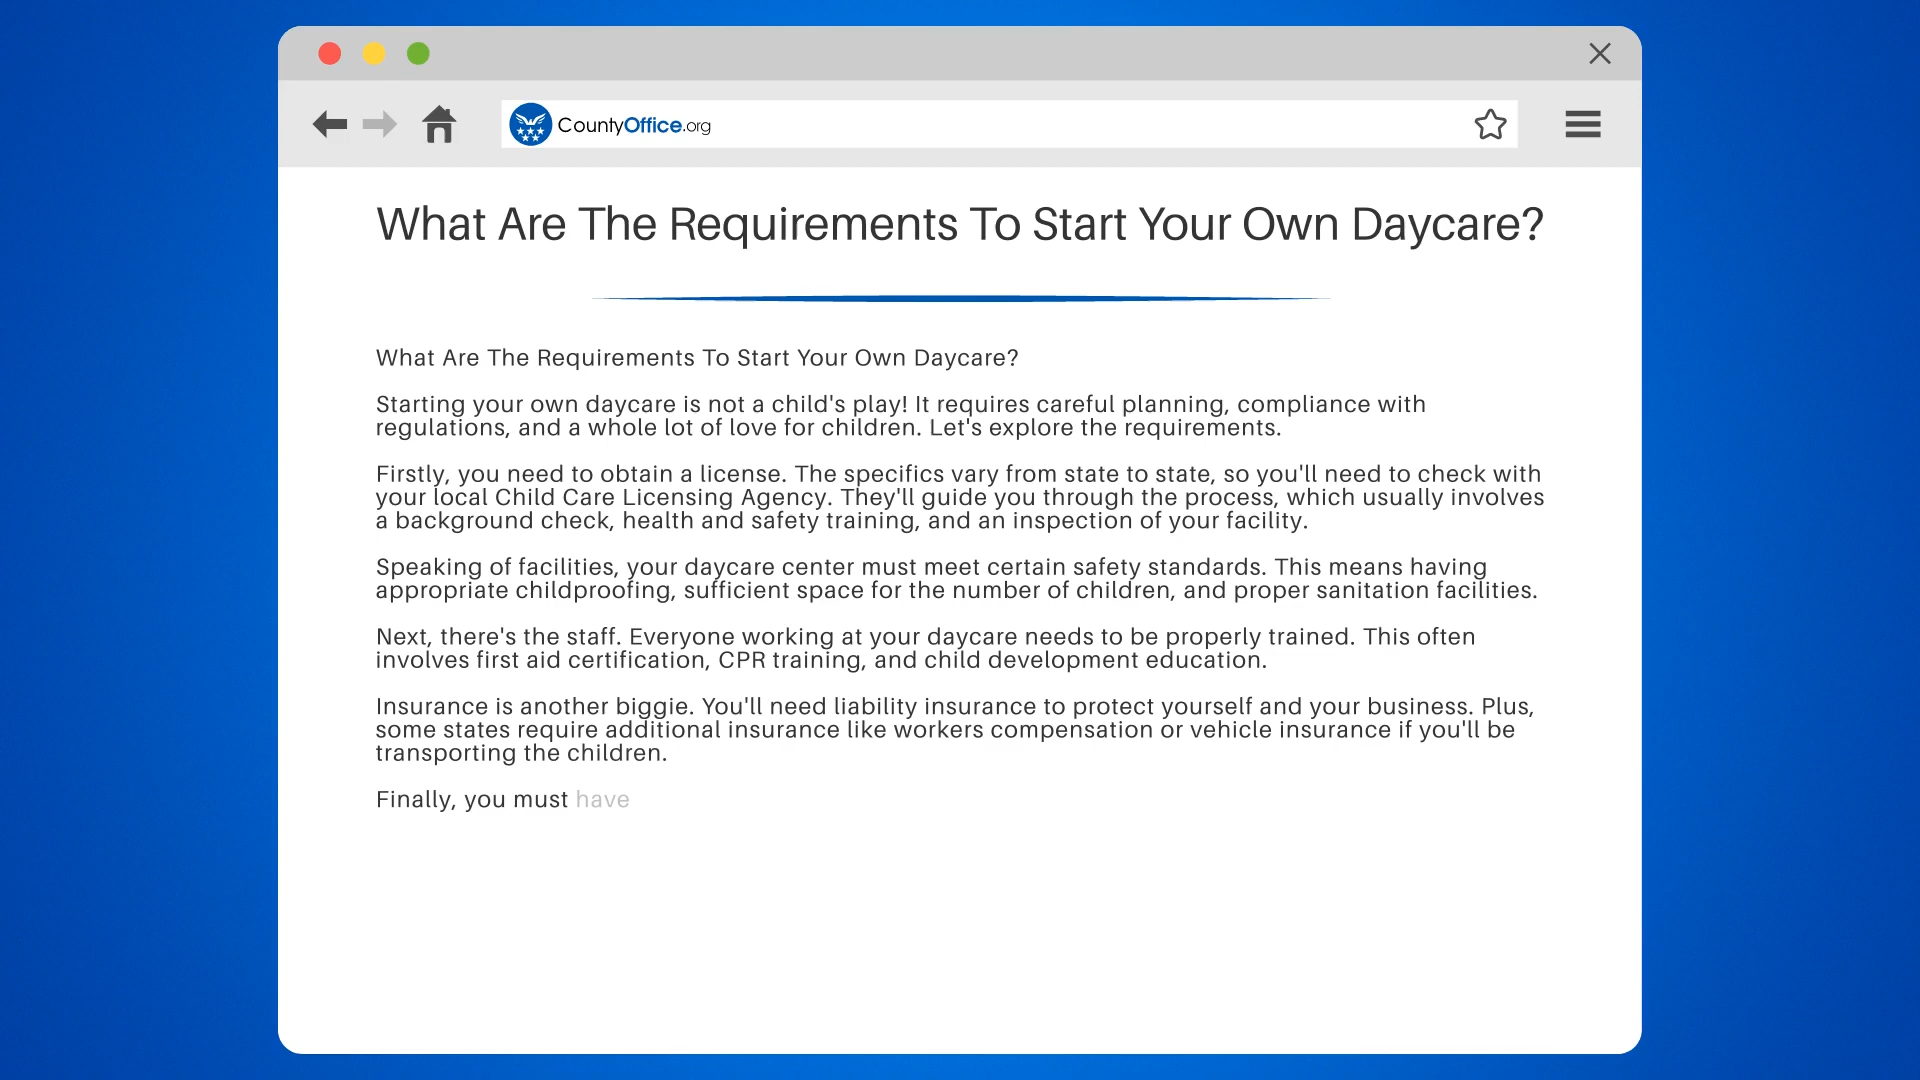 CountyOffice.org
What Are The Requirements To Start Your Own Daycare?
What Are The Requirements To Start Your Own Daycare?
Starting your own daycare is not a child's play! It requires careful planning, compliance with
regulations, and a whole lot of love for children. Let's explore the requirements.
Firstly, you need to obtain a license. The specifics vary from state to state, so you'll need to check with
your local Child Care Licensing Agency. They'll guide you through the process, which usually involves
a background check, health and safety training, and an inspection of your facility.
Speaking of facilities, your daycare center must meet certain safety standards. This means having
appropriate childproofing, sufficient space for the number of children, and proper sanitation facilities.
Next, there's the staff. Everyone working at your daycare needs to be properly trained. This often
involves first aid certification, CPR training, and child development education.
Insurance is another biggie. You'll need liability insurance to protect yourself and your business. Plus,
some states require additional insurance like workers compensation or vehicle insurance if you'll be
transporting the children.
Finally, you must have